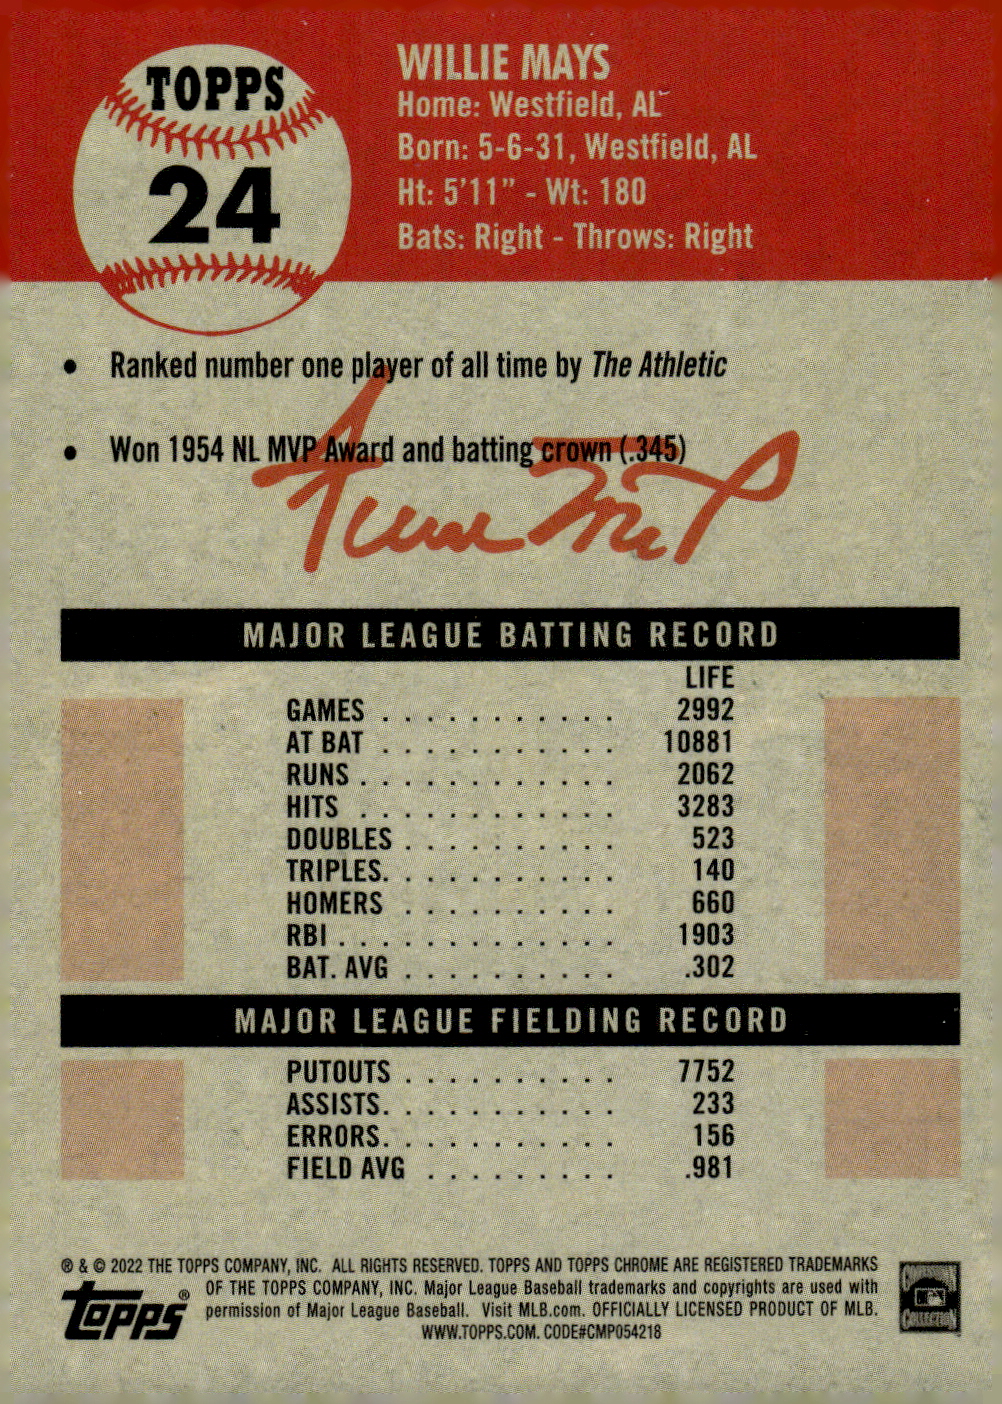 TOPPS
24
WILLIE MAYS
Home: Westfield, AL
Born: 5-6-31, Westfield, AL
Ht: 5'11" - Wt: 180
Bats: Right - Throws: Right
• Ranked number one player of all time by The Athletic
• Won 1954 NL MVP Award and batting crown (.345)
Willie Mays
MAJOR LEAGUE BATTING RECORD
LIFE
GAMES . . . . . . . . . . . 2992
AT BAT . . . . . . . . . . . 10881
RUNS . . . . . . . . . . . . 2062
HITS . . . . . . . . . . . . 3283
DOUBLES . . . . . . . . . . 523
TRIPLES. . . . . . . . . . . 140
HOMERS . . . . . . . . . . 660
RBI . . . . . . . . . . . . . 1903
BAT. AVG . . . . . . . . . . .302
MAJOR LEAGUE FIELDING RECORD
PUTOUTS . . . . . . . . . . 7752
ASSISTS. . . . . . . . . . . 233
ERRORS. . . . . . . . . . . 156
FIELD AVG . . . . . . . . . .981
® & © 2022 THE TOPPS COMPANY, INC. ALL RIGHTS RESERVED. TOPPS AND TOPPS CHROME ARE REGISTERED TRADEMARKS
OF THE TOPPS COMPANY, INC. Major League Baseball trademarks and copyrights are used with
permission of Major League Baseball. Visit MLB.com. OFFICIALLY LICENSED PRODUCT OF MLB.
WWW.TOPPS.COM. CODE#CMP054218
Topps®
COOPERSTOWN
COLLECTION